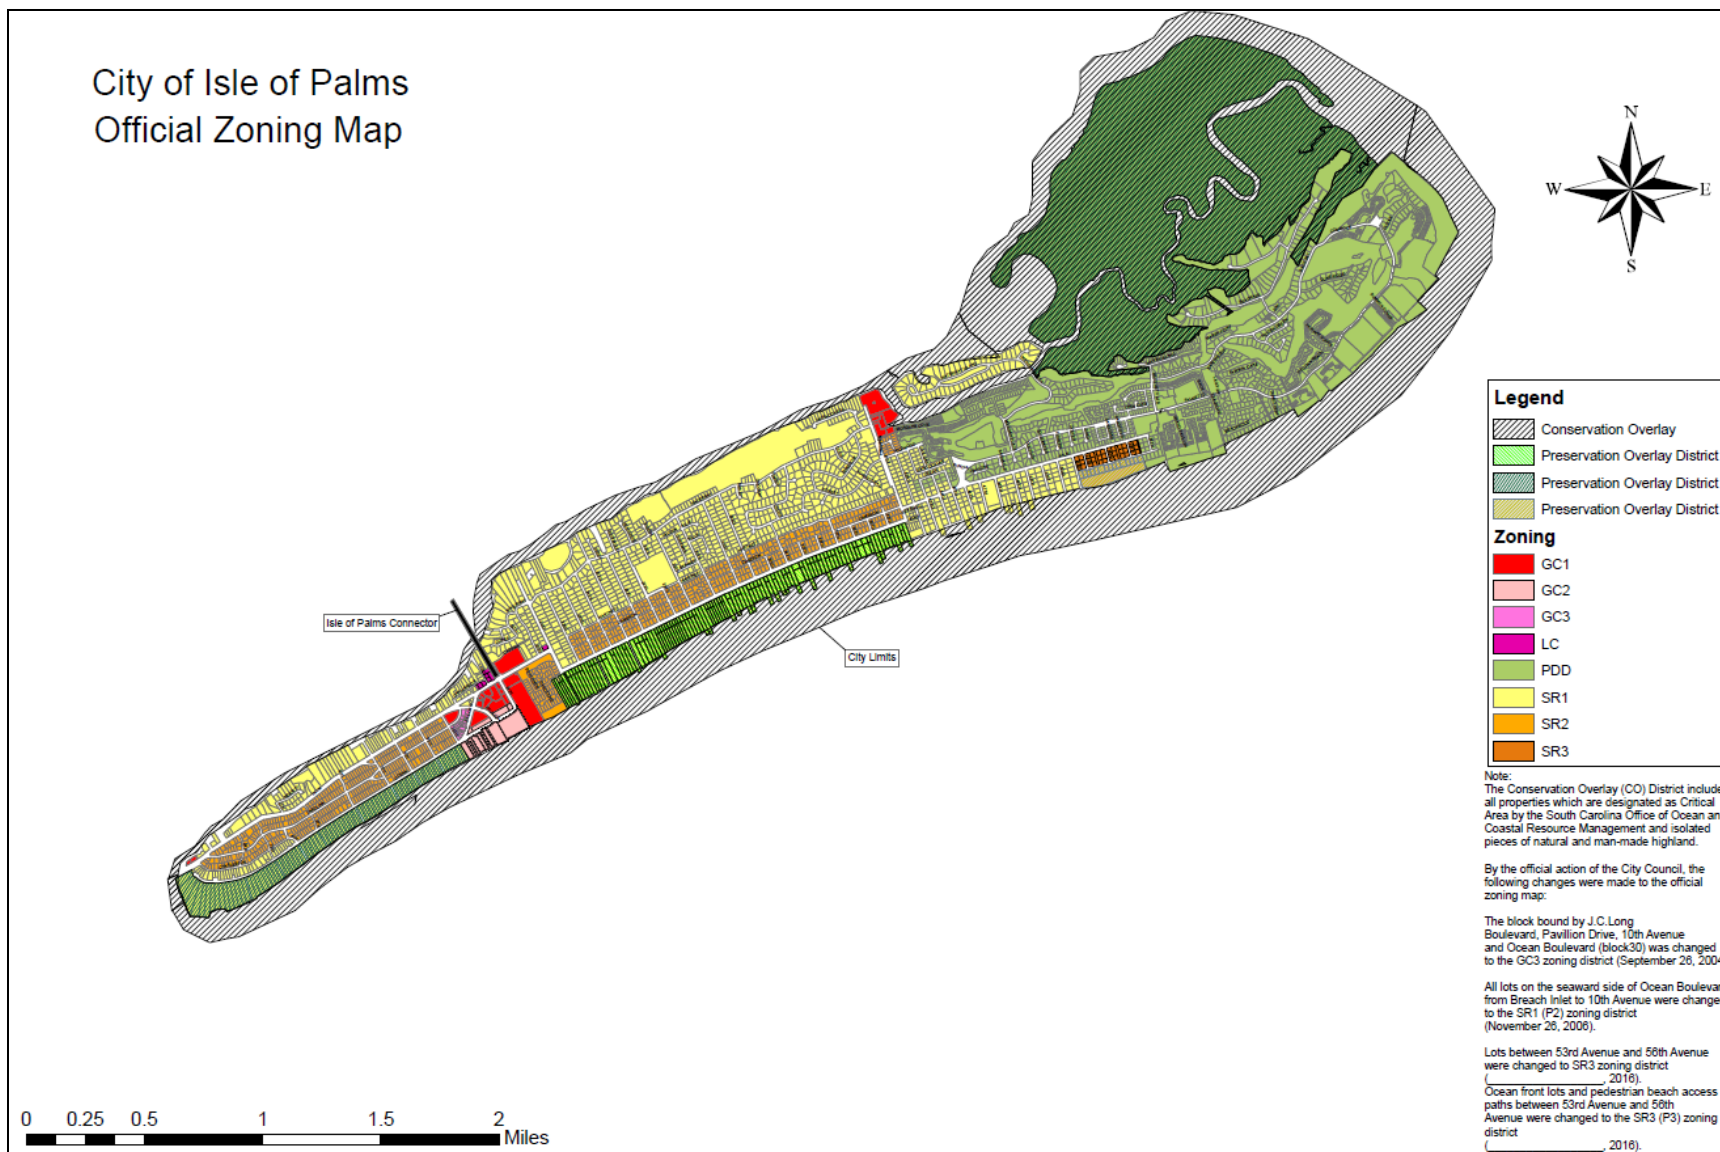 City of Isle of Palms
Official Zoning Map
N
W
E
S
Isle of Palms Connector
City Limits
Legend
Conservation Overlay
Preservation Overlay District
Preservation Overlay District
Preservation Overlay District
Zoning
GC1
GC2
GC3
LC
PDD
SR1
SR2
SR3
Note:
The Conservation Overlay (CO) District include
all properties which are designated as Critical
Area by the South Carolina Office of Ocean an
Coastal Resource Management and isolated
pieces of natural and man-made highland.
By the official action of the City Council, the
following changes were made to the official
zoning map:
The block bound by J.C.Long
Boulevard, Pavillion Drive, 10th Avenue
and Ocean Boulevard (block30) was changed
to the GC3 zoning district (September 26, 2004
All lots on the seaward side of Ocean Boulevar
from Breach Inlet to 10th Avenue were change
to the SR1 (P2) zoning district
(November 26, 2006).
Lots between 53rd Avenue and 56th Avenue
were changed to SR3 zoning district
(__________________, 2016).
Ocean front lots and pedestrian beach access
paths between 53rd Avenue and 56th
Avenue were changed to the SR3 (P3) zoning
district
(__________________, 2016).
0 0.25 0.5 1 1.5 2
Miles